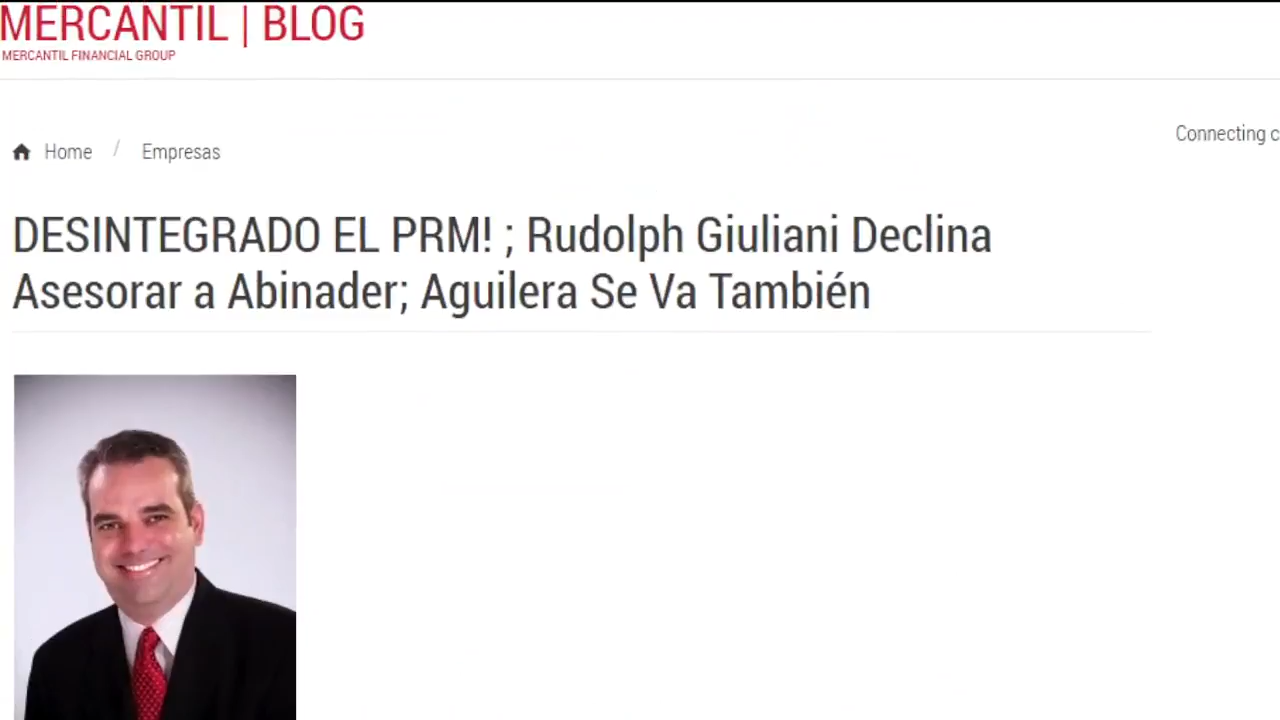 MERCANTIL | BLOG
MERCANTIL FINANCIAL GROUP
Connecting
Home / Empresas
DESINTEGRADO EL PRM! ; Rudolph Giuliani Declina
Asesorar a Abinader; Aguilera Se Va También